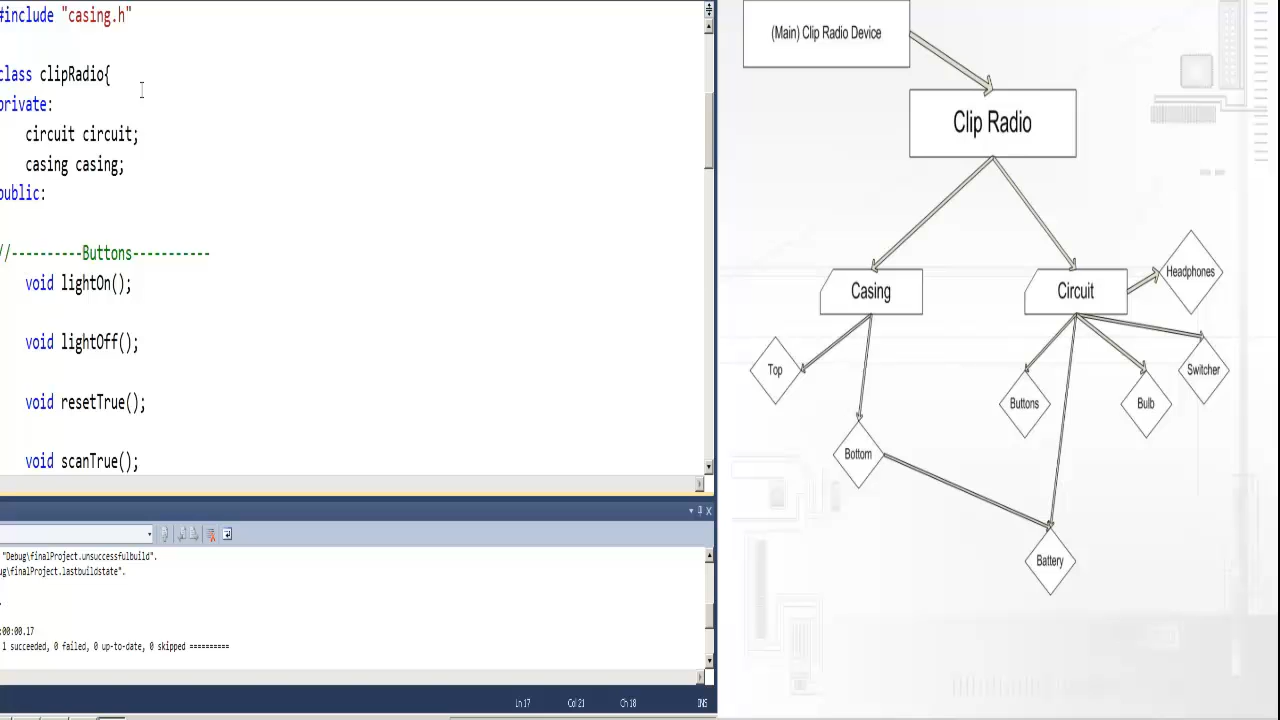 #include "casing.h"
class clipRadio{
private:
circuit circuit;
casing casing;
public:
//----------Buttons-----------
void lightOn();
void lightOff();
void resetTrue();
void scanTrue();
"Debug\finalProject.unsuccessfulbuild".
ug\finalProject.lastbuildstate".
:00:00.17
1 succeeded, 0 failed, 0 up-to-date, 0 skipped ==========
Ln 17 Col 21 Ch 18 INS
(Main) Clip Radio Device
Clip Radio
Casing
Circuit
Headphones
Top
Switcher
Buttons
Bulb
Bottom
Battery